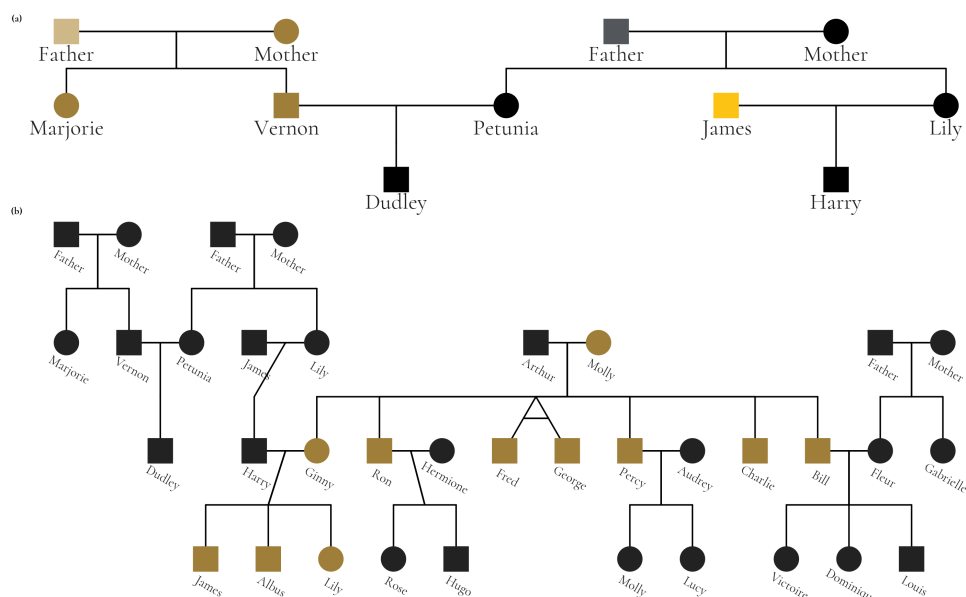 (a)
Father
Mother
Father
Mother
Marjorie
Vernon
Petunia
James
Lily
Dudley
Harry
(b)
Father
Mother
Father
Mother
Marjorie
Vernon
Petunia
James
Lily
Arthur
Molly
Father
Mother
Dudley
Harry
Ginny
Ron
Hermione
Fred
George
Percy
Audrey
Charlie
Bill
Fleur
Gabrielle
James
Albus
Lily
Rose
Hugo
Molly
Lucy
Victoire
Dominiqu
Louis